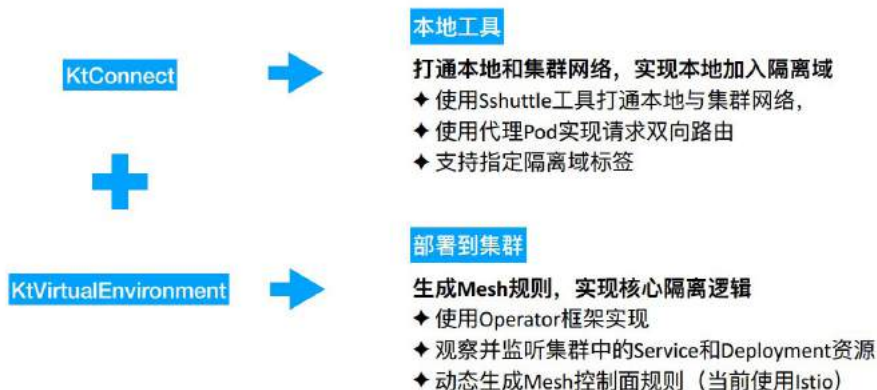 本地工具
KtConnect
打通本地和集群网络，实现本地加入隔离域
使用Sshuttle工具打通本地与集群网络，
使用代理Pod实现请求双向路由
支持指定隔离域标签
部署到集群
KtVirtualEnvironment
生成Mesh规则，实现核心隔离逻辑
使用Operator框架实现
观察并监听集群中的Service和Deployment资源
动态生成Mesh控制面规则（当前使用Istio）